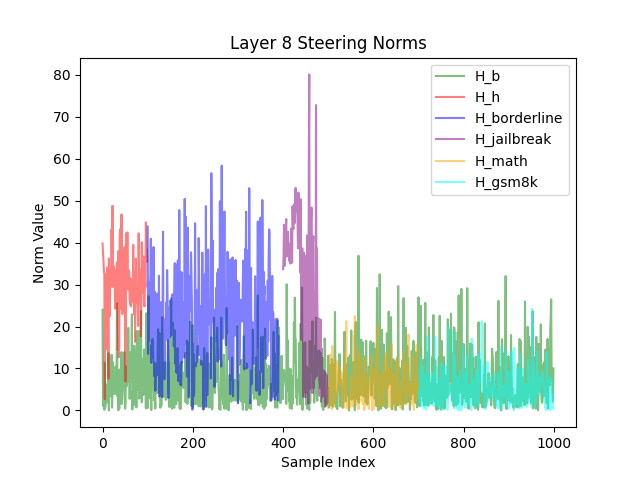 Layer 8 Steering Norms
80
70
60
50
40
30
20
10
0
Norm Value
0
200
400
600
800
1000
Sample Index
H_b
H_h
H_borderline
H_jailbreak
H_math
H_gsm8k